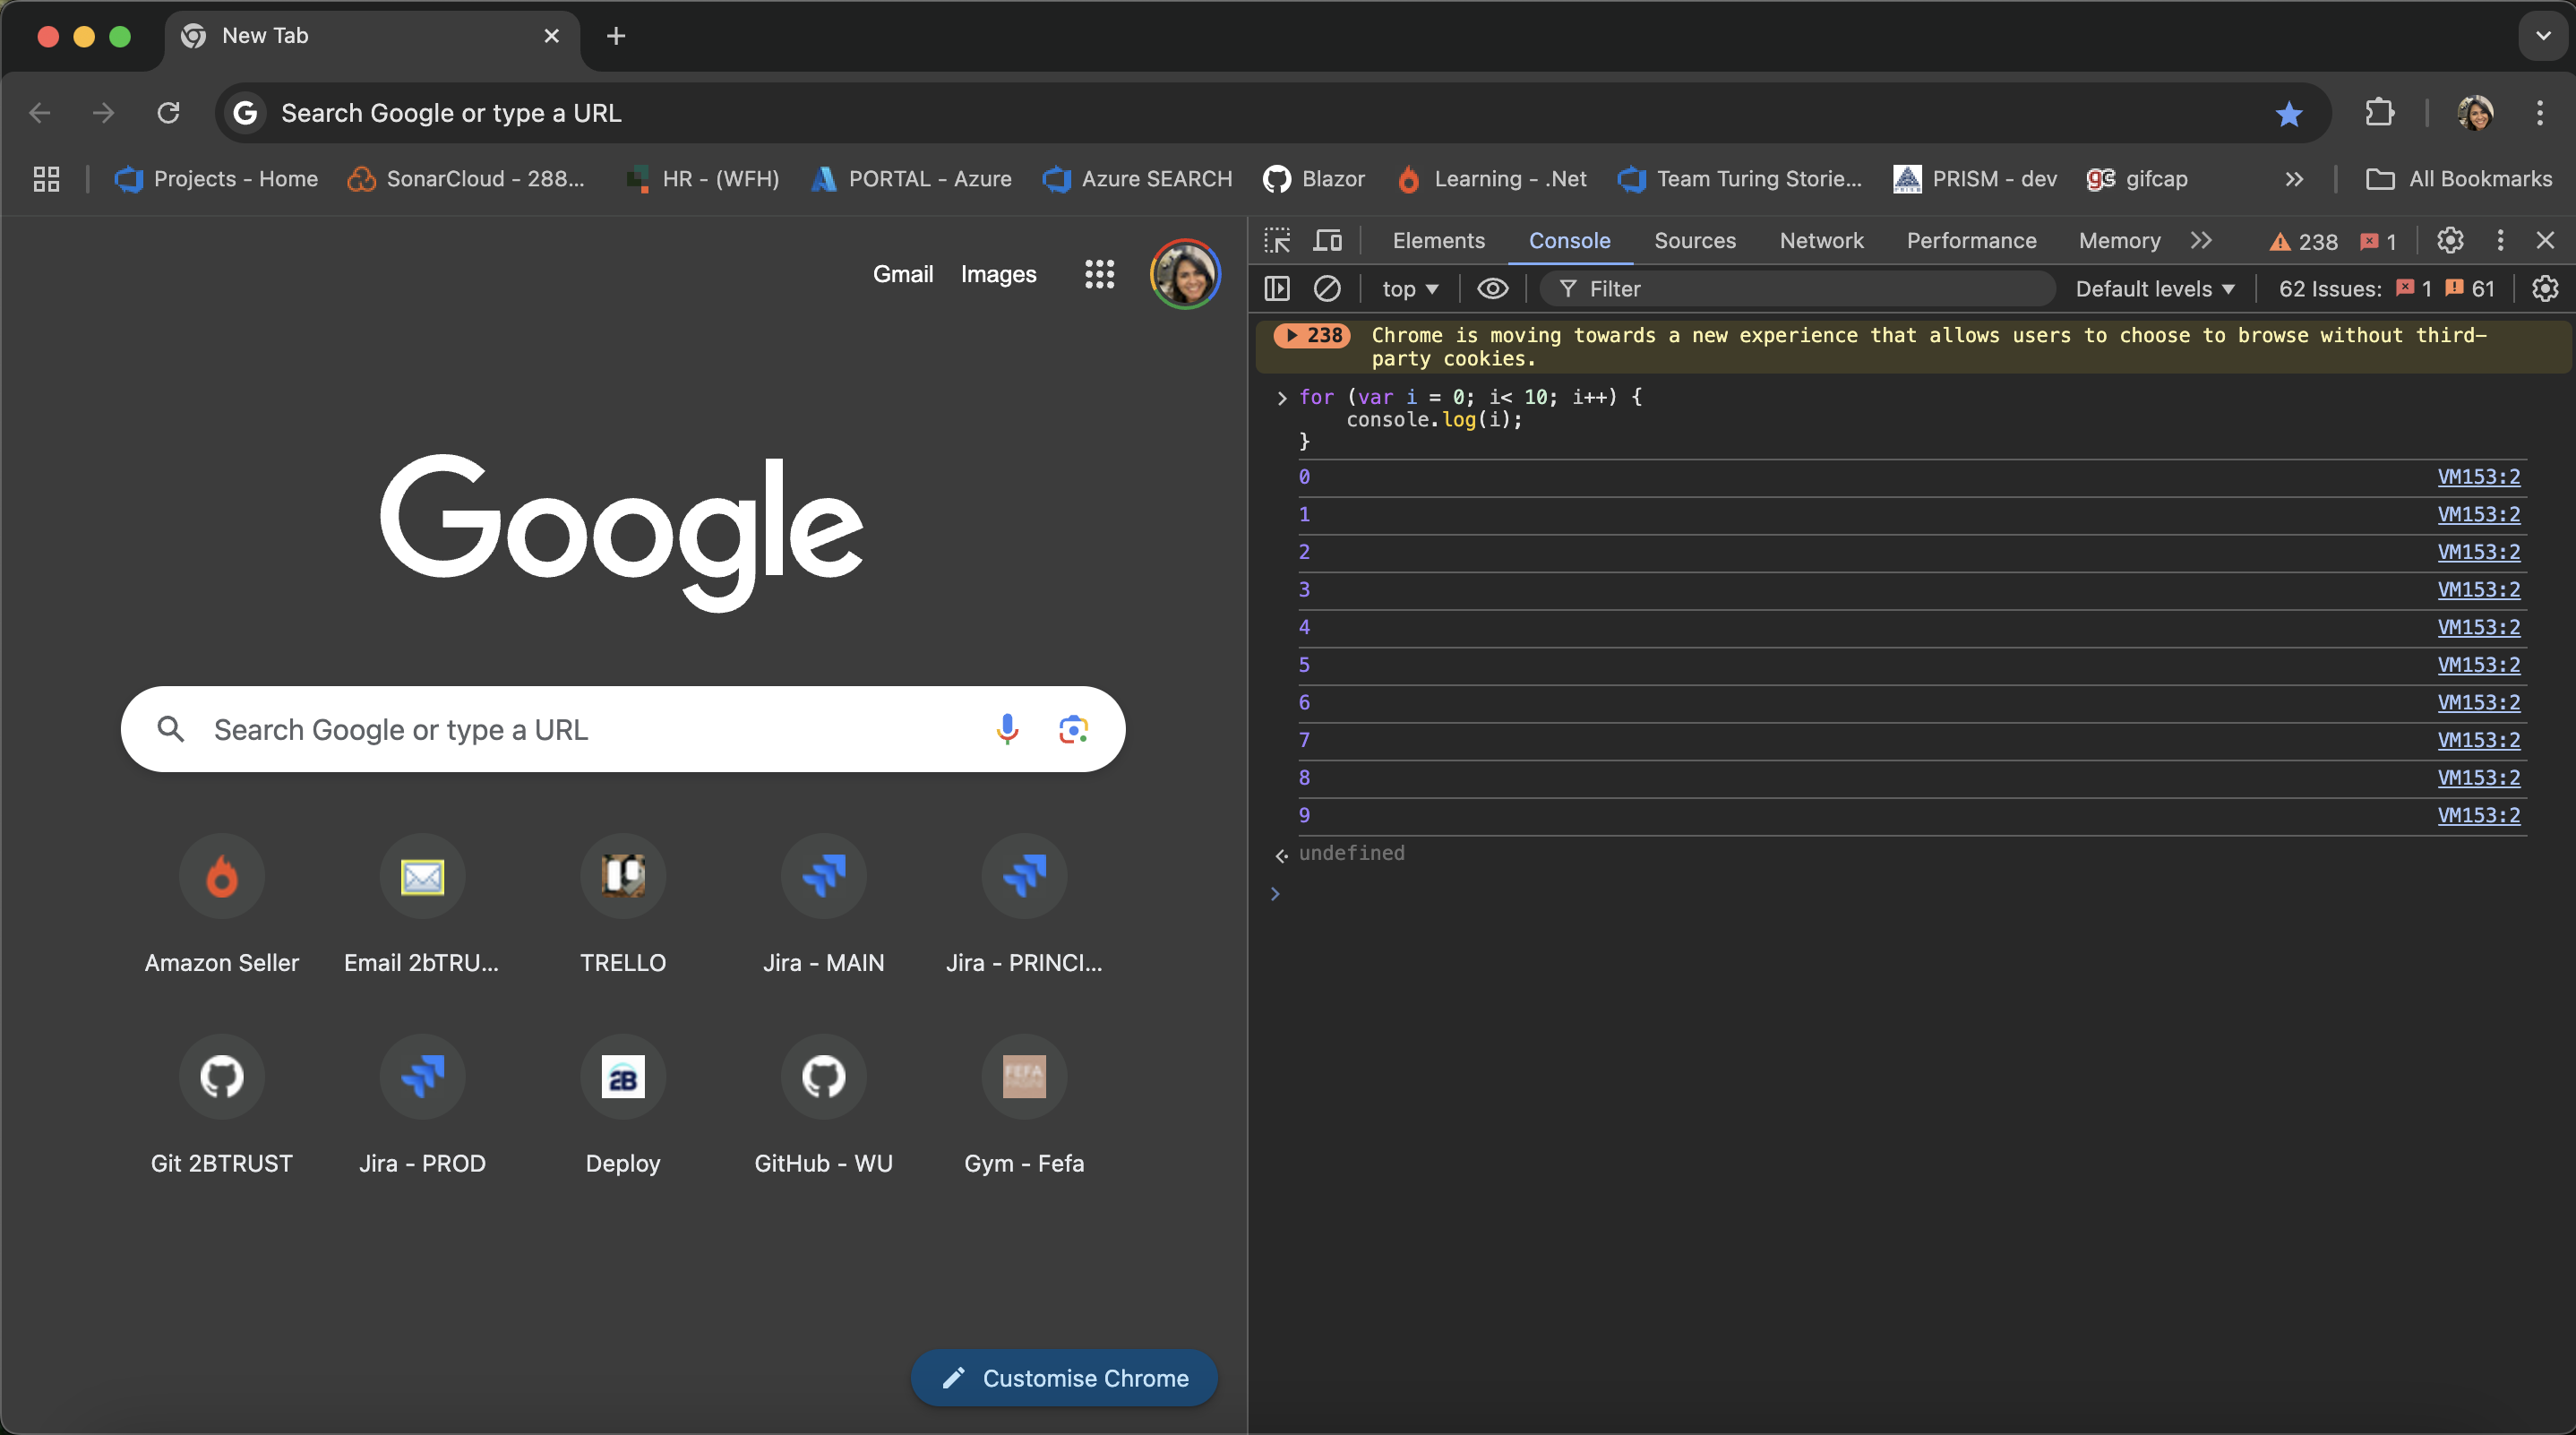 New Tab
Search Google or type a URL
Projects - Home SonarCloud - 288... HR - (WFH) PORTAL - Azure Azure SEARCH Blazor Learning - .Net Team Turing Storie... PRISM - dev gifcap All Bookmarks
Gmail Images
Google
Search Google or type a URL
Amazon Seller Email 2bTRU... TRELLO Jira - MAIN Jira - PRINCI...
2B FEFA
Git 2BTRUST Jira - PROD Deploy GitHub - WU Gym - Fefa
Customise Chrome
Elements Console Sources Network Performance Memory 238 1
top Filter Default levels 62 Issues: 1 61
238 Chrome is moving towards a new experience that allows users to choose to browse without third-
party cookies.
for (var i = 0; i< 10; i++) {
console.log(i);
}
0 VM153:2
1 VM153:2
2 VM153:2
3 VM153:2
4 VM153:2
5 VM153:2
6 VM153:2
7 VM153:2
8 VM153:2
9 VM153:2
undefined